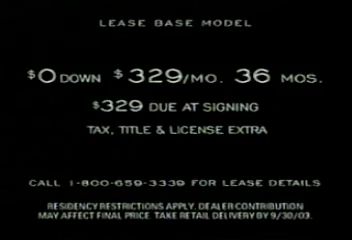 LEASE BASE MODEL
$0 DOWN $329/MO. 36 MOS.
$329 DUE AT SIGNING
TAX, TITLE & LICENSE EXTRA
CALL 1-800-659-3339 FOR LEASE DETAILS
RESIDENCY RESTRICTIONS APPLY. DEALER CONTRIBUTION
MAY AFFECT FINAL PRICE. TAKE RETAIL DELIVERY BY 9/30/03.